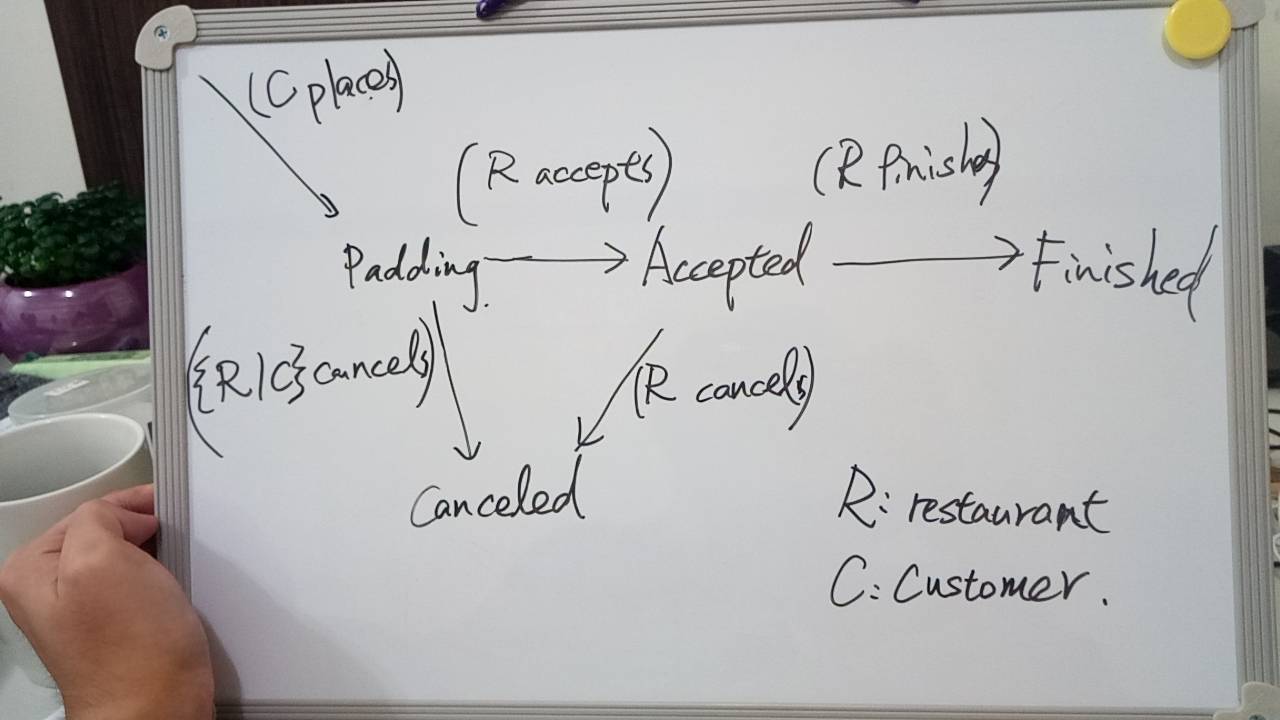 (C places)
(R accepts)
(R finishes)
Padding.
Accepted
Finished
({R|C} cancels)
(R cancels)
Canceled
R: restaurant
C: Customer.